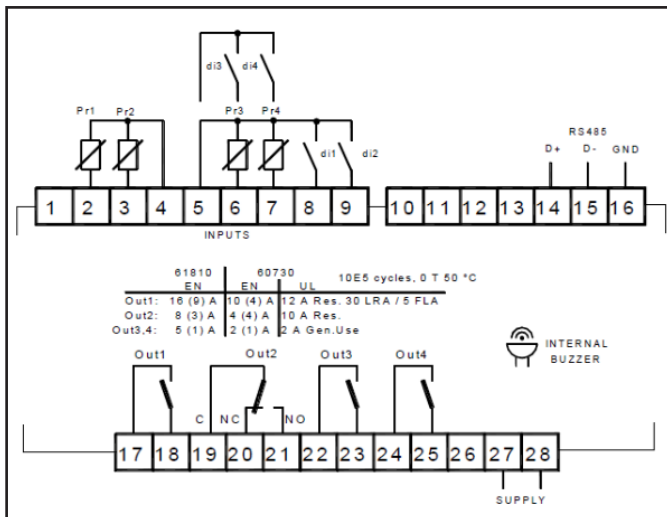 di3 di4
Pr1 Pr2 Pr3 Pr4
di1 di2
RS485
D+ D- GND
1 2 3 4 5 6 7 8 9 10 11 12 13 14 15 16
INPUTS
61810 60730 10E5 cycles, 0 T 50 °C
EN EN UL
Out1: 16 (9) A 10 (4) A 12 A Res. 30 LRA / 5 FLA
Out2: 8 (3) A 4 (4) A 10 A Res.
Out3,4: 5 (1) A 2 (1) A 2 A Gen.Use
INTERNAL
BUZZER
Out1 Out2 Out3 Out4
C NC NO
17 18 19 20 21 22 23 24 25 26 27 28
SUPPLY